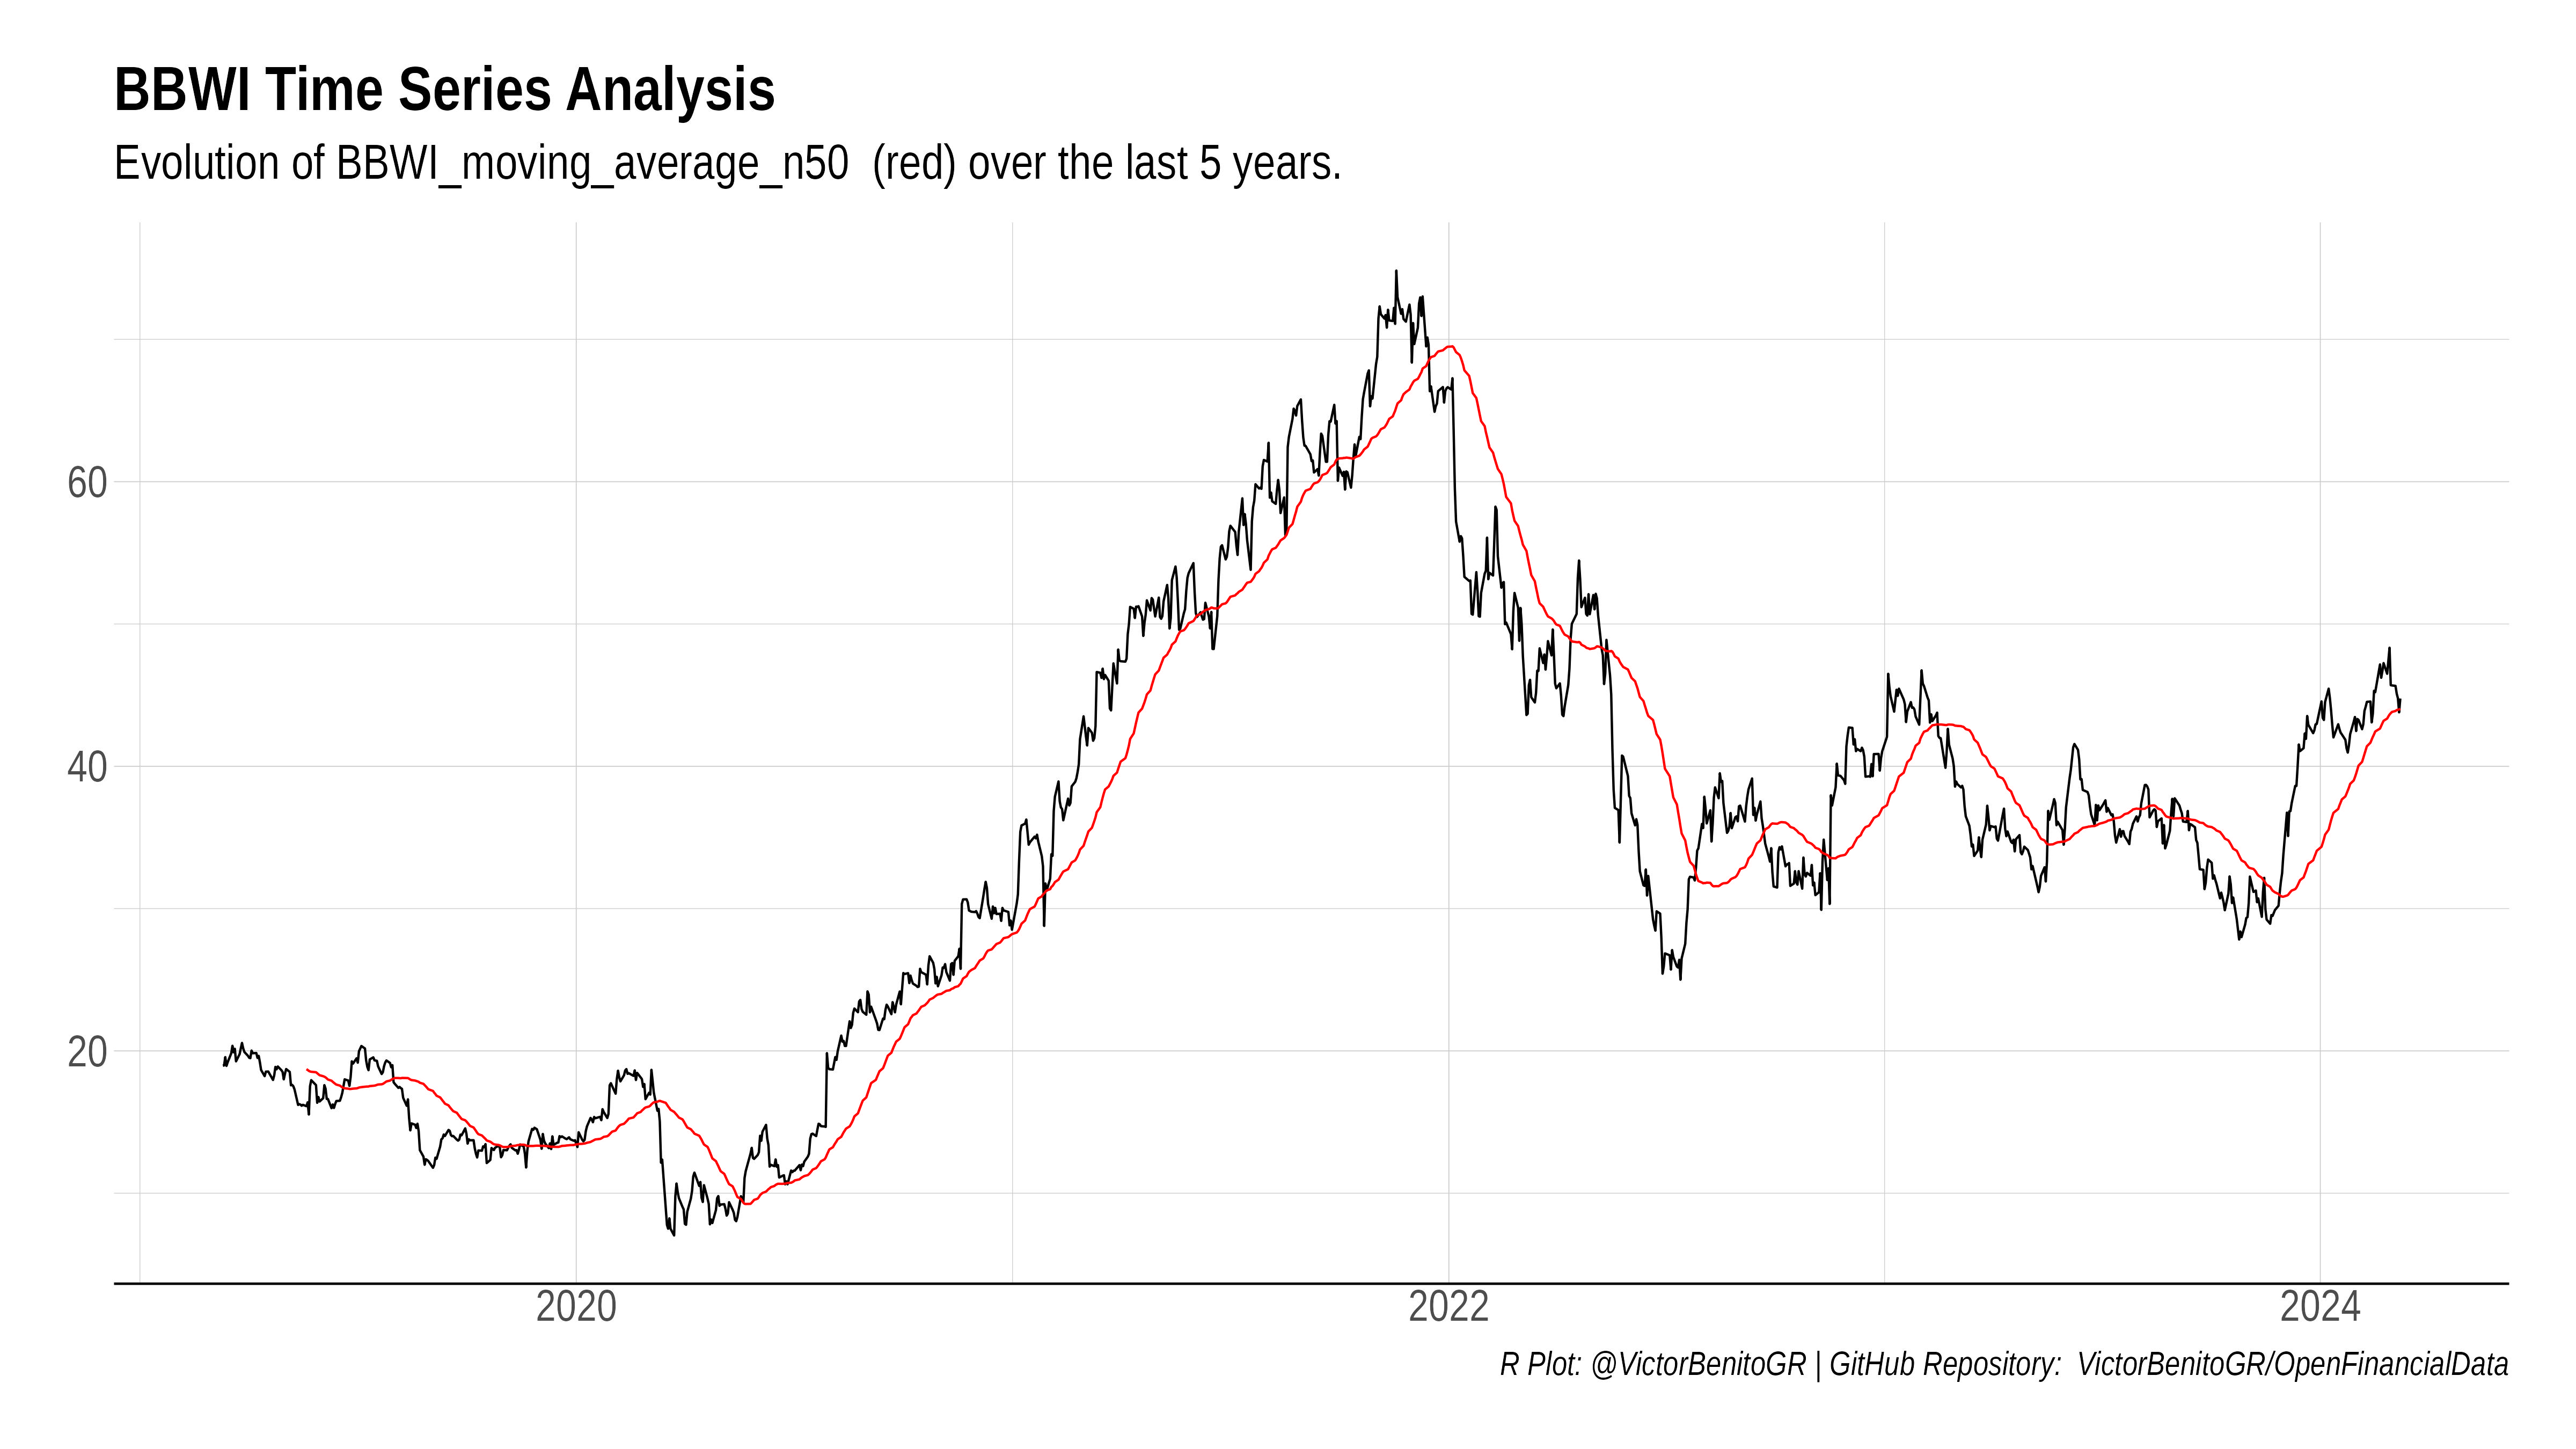 BBWI Time Series Analysis
Evolution of BBWI_moving_average_n50  (red) over the last 5 years.
60
40
20
2020 2022 2024
R Plot: @VictorBenitoGR | GitHub Repository:  VictorBenitoGR/OpenFinancialData